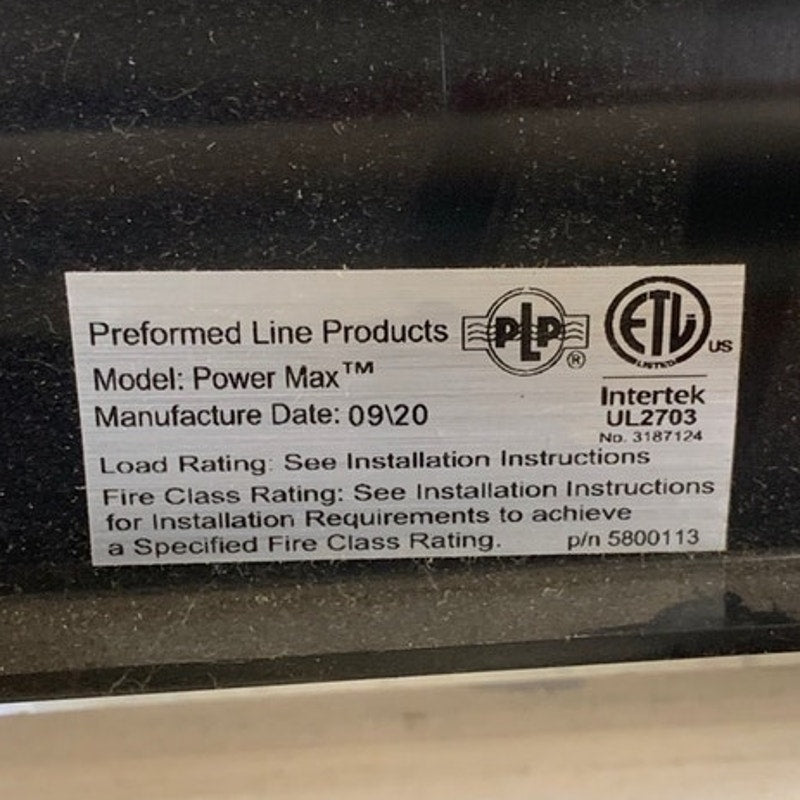 Preformed Line Products
PLP
®
ETL
LISTED
US
Model: Power Max™
Manufacture Date: 09\20
Intertek
UL2703
No. 3187124
Load Rating: See Installation Instructions
Fire Class Rating: See Installation Instructions
for Installation Requirements to achieve
a Specified Fire Class Rating.
p/n 5800113